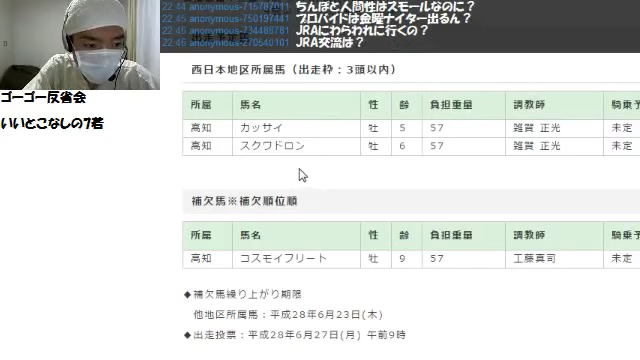 22:44 anonymous-715787011 ちんぽと人間性はスモールなのに？
22:45 anonymous-750197441 プロバイドは金曜ナイター出るん？
22:46 anonymous-734488781 JRAにわらわれに行くの？
22:46 anonymous-270540101 JRA交流は？
ゴーゴー反省会
いいとこなしの7着
西日本地区所属馬（出走枠：3頭以内）
所属 馬名 性 齢 負担重量 調教師 騎乗予
高知 カッサイ 牡 5 57 雑賀 正光 未定
高知 スクワドロン 牡 6 57 雑賀 正光 未定
補欠馬※補欠順位順
所属 馬名 性 齢 負担重量 調教師 騎乗予
高知 コスモイフリート 牡 9 57 工藤真司 未定
◆補欠馬繰り上がり期限
他地区所属馬：平成28年6月23日(木)
◆出走投票：平成28年6月27日(月) 午前9時